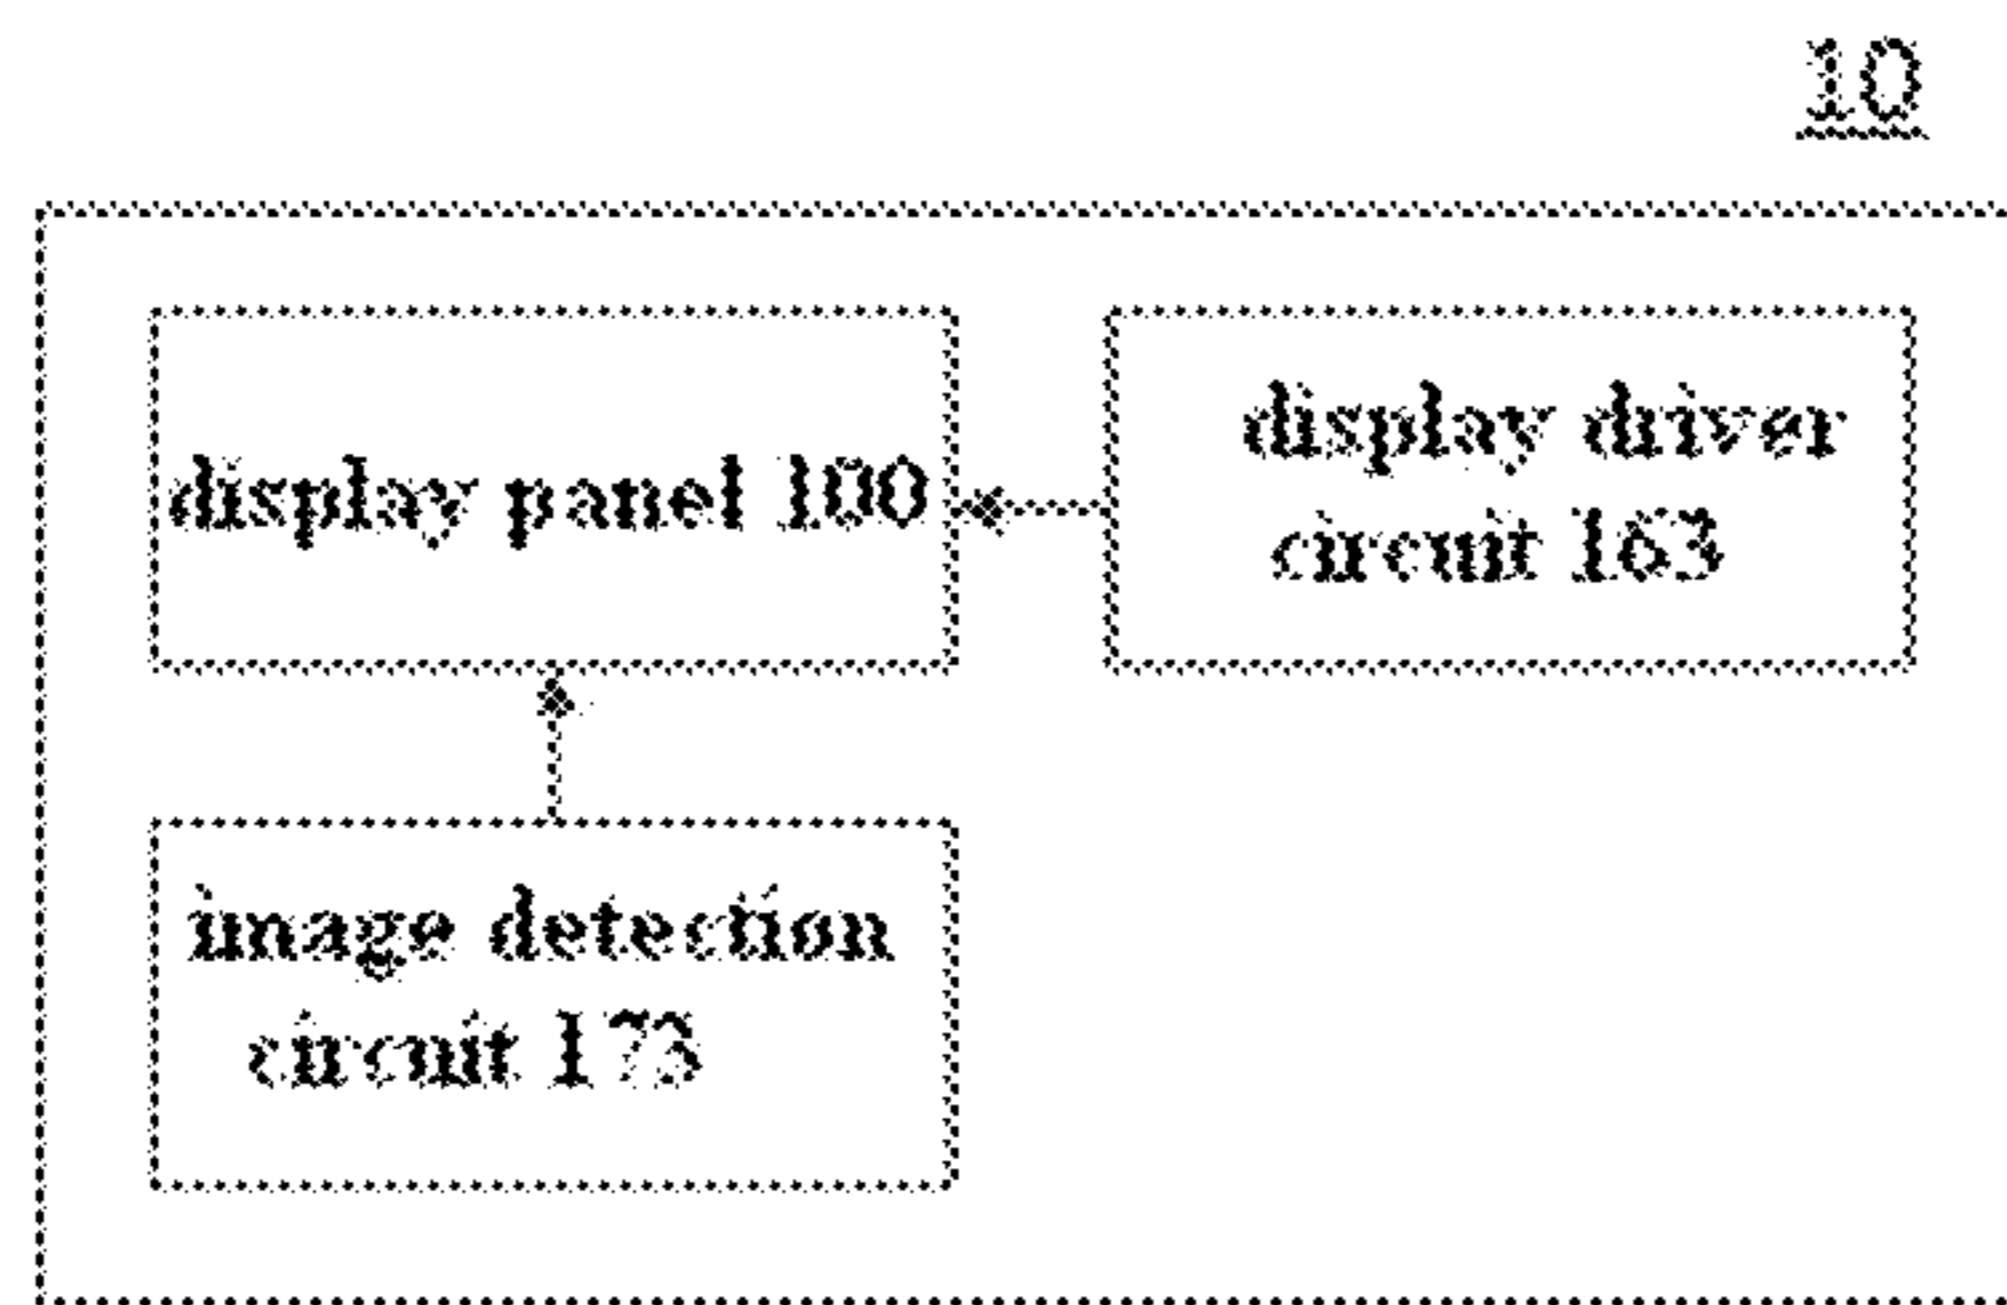 10
display panel 100
display driver
circuit 163
image detection
circuit 173